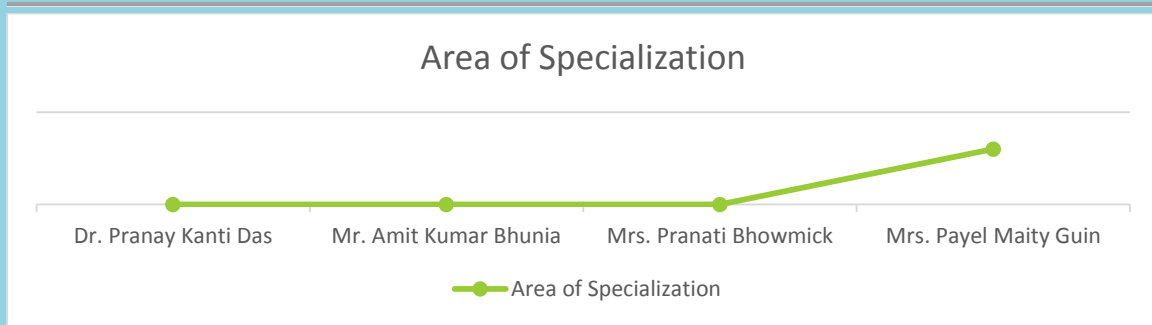 Area of Specialization
Dr. Pranay Kanti Das
Mr. Amit Kumar Bhunia
Mrs. Pranati Bhowmick
Mrs. Payel Maity Guin
Area of Specialization